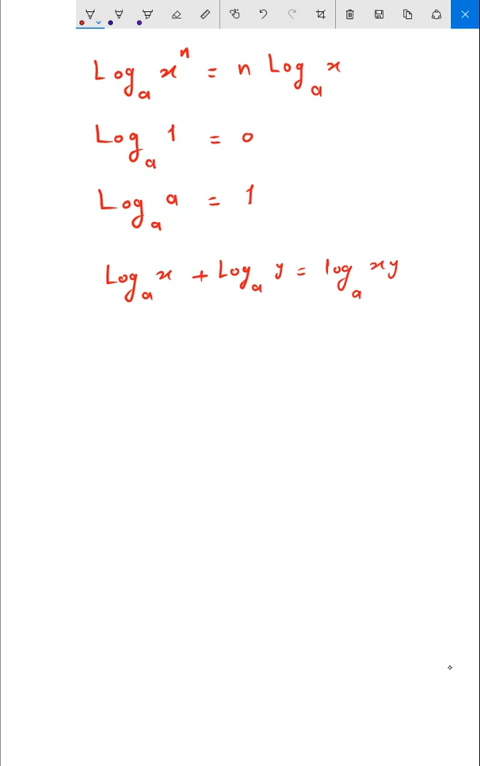 Log_a x^n = n Log_a x
Log_a 1 = 0
Log_a a = 1
Log_a x + Log_a y = log_a xy